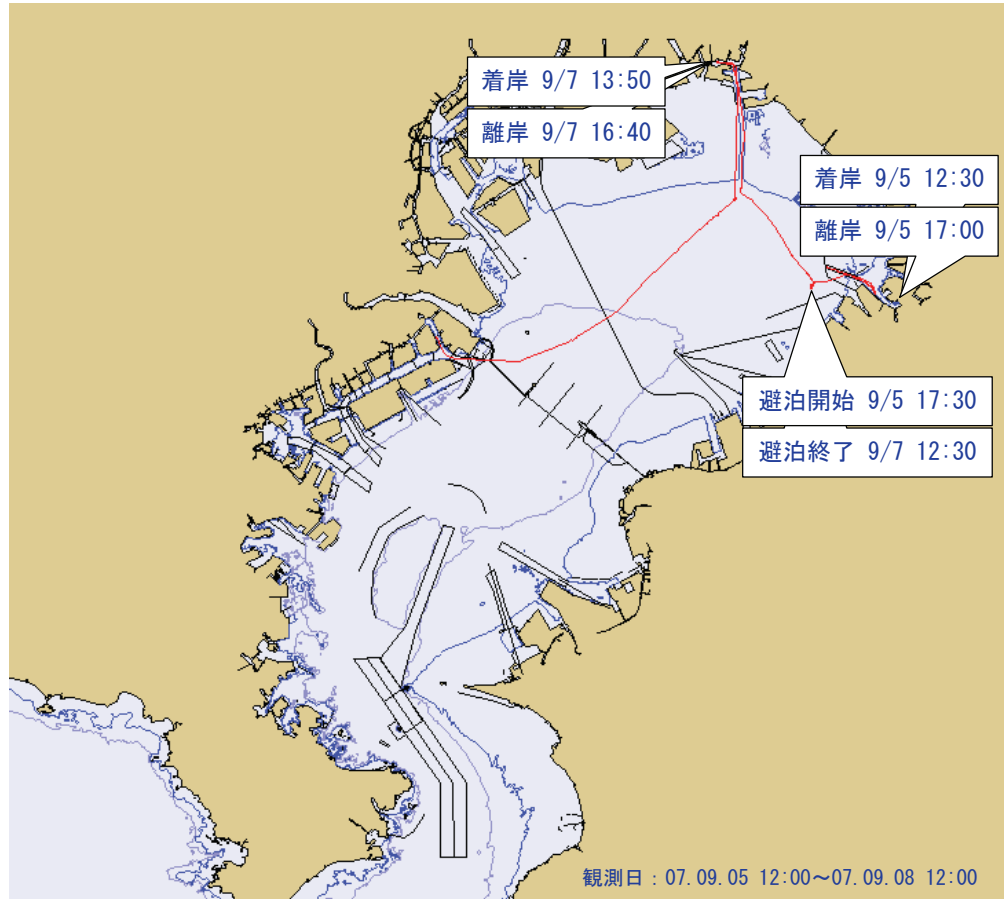 着岸 9/7 13:50
離岸 9/7 16:40
着岸 9/5 12:30
離岸 9/5 17:00
避泊開始 9/5 17:30
避泊終了 9/7 12:30
観測日：07.09.05 12:00～07.09.08 12:00